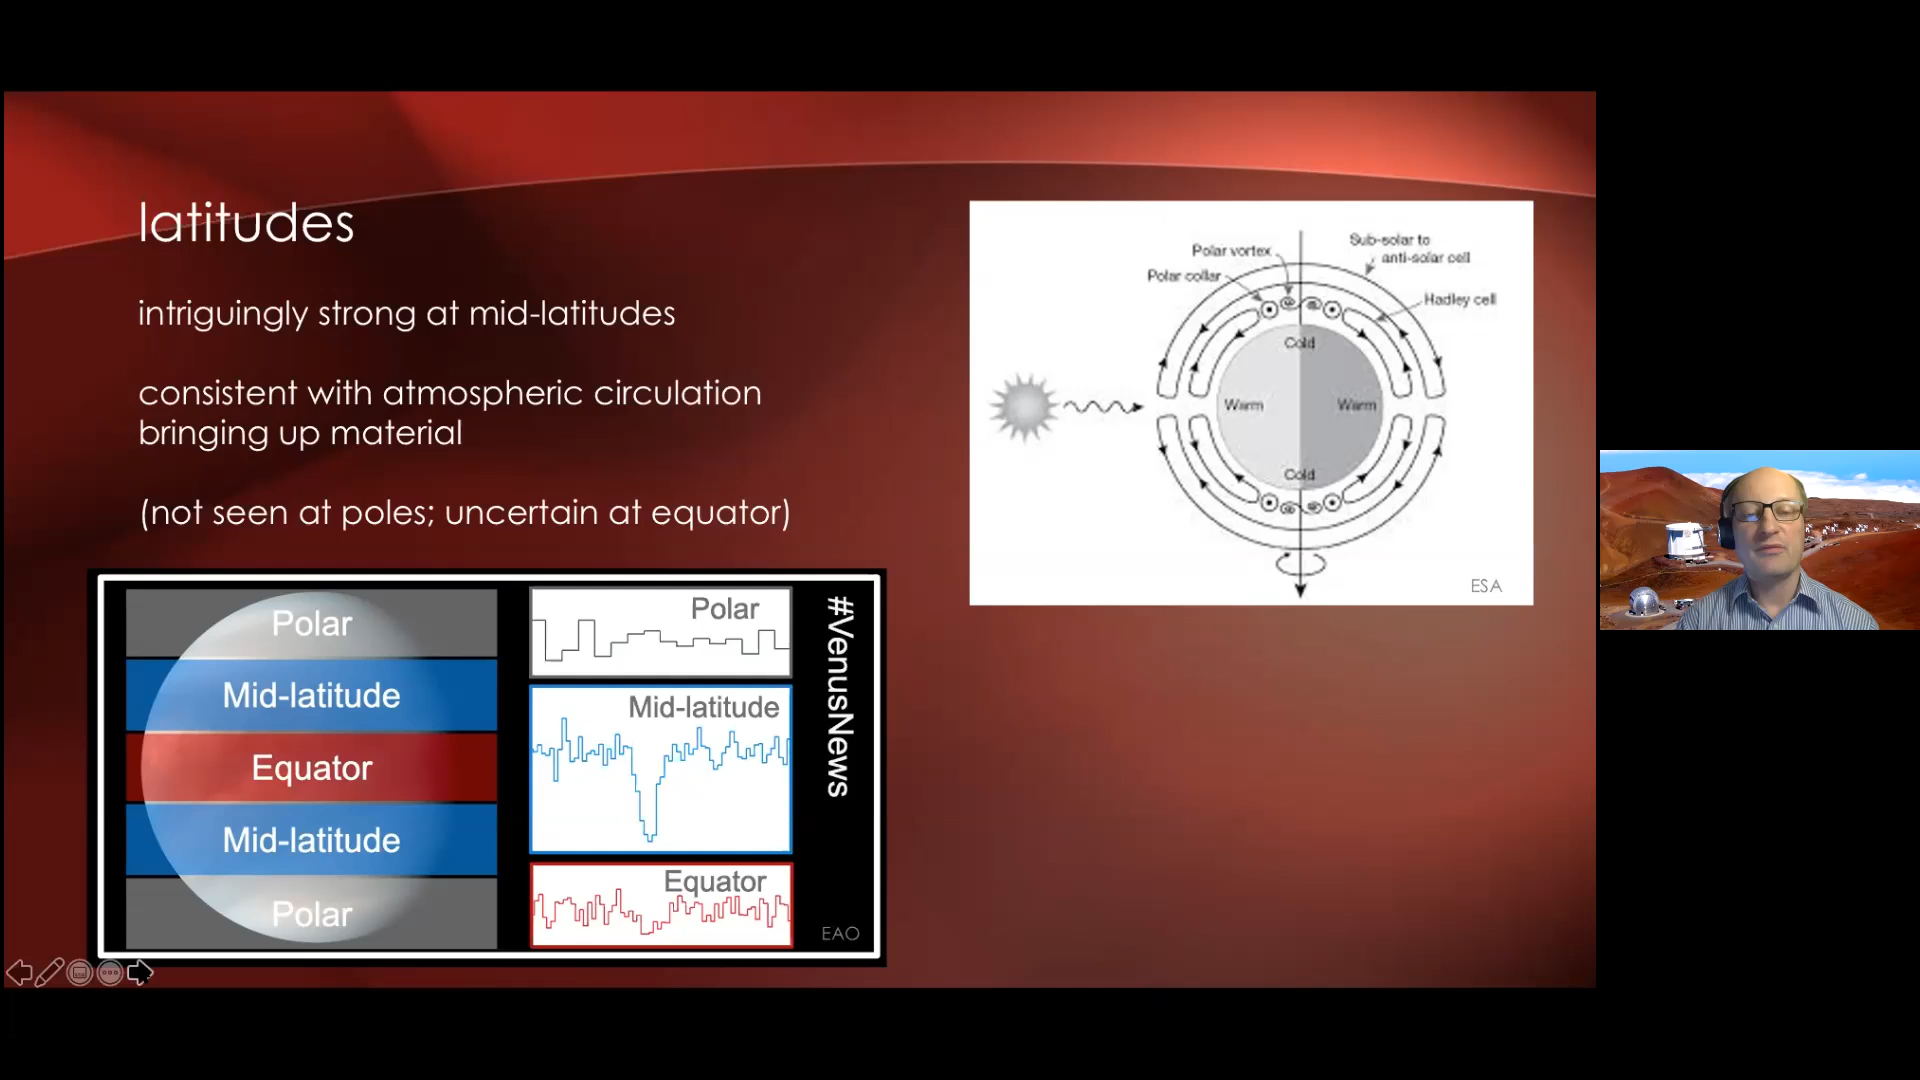 latitudes
intriguingly strong at mid-latitudes
consistent with atmospheric circulation
bringing up material
(not seen at poles; uncertain at equator)
Polar vortex
Polar collar
Sub-solar to
anti-solar cell
Hadley cell
Cold
Warm
Warm
Cold
ESA
Polar
Mid-latitude
Equator
Mid-latitude
Polar
Polar
Mid-latitude
Equator
#VenusNews
EAO